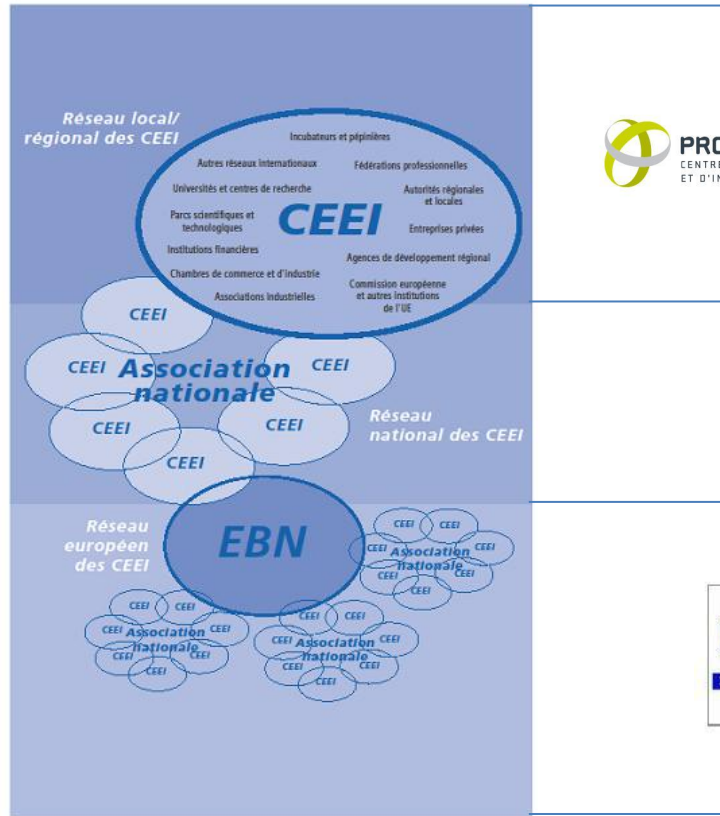 Réseau local/
régional des CEEI
Incubateurs et pépinières
Autres réseaux internationaux
Fédérations professionnelles
Universités et centres de recherche
Autorités régionales
et locales
Parcs scientifiques et
technologiques
CEEI
Entreprises privées
Institutions financières
Agences de développement régional
Chambres de commerce et d'industrie
Commission européenne
et autres institutions
de l'UE
Associations industrielles
CEEI
CEEI
Association
nationale
CEEI
CEEI
CEEI
CEEI
Réseau
national des CEEI
Réseau
européen
des CEEI
EBN
CEEI
CEEI
CEEI
Association
nationale
CEEI
CEEI
CEEI
CEEI
CEEI
CEEI
CEEI
Association
nationale
CEEI
CEEI
CEEI
CEEI
CEEI
CEEI
CEEI
CEEI
Association
nationale
CEEI
CEEI
CEEI
CEEI
PRO
CENTRE
ET D'IN